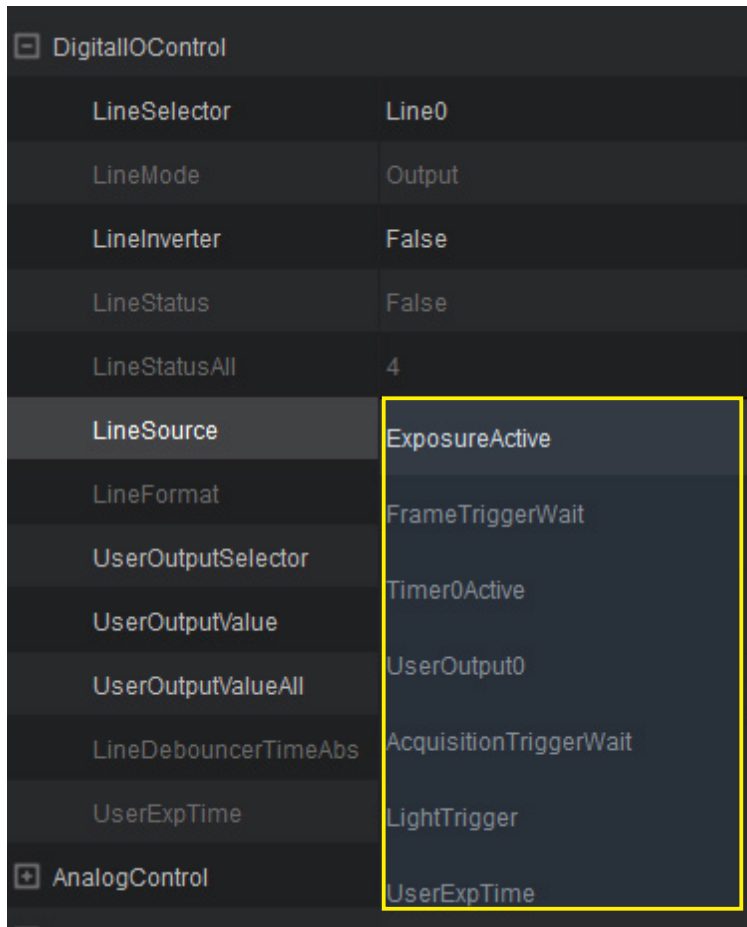 DigitalIOControl
LineSelector Line0
LineMode Output
LineInverter False
LineStatus False
LineStatusAll 4
LineSource ExposureActive
LineFormat FrameTriggerWait
UserOutputSelector
Timer0Active
UserOutputValue
UserOutput0
UserOutputValueAll
LineDebouncerTimeAbs AcquisitionTriggerWait
UserExpTime LightTrigger
AnalogControl
UserExpTime